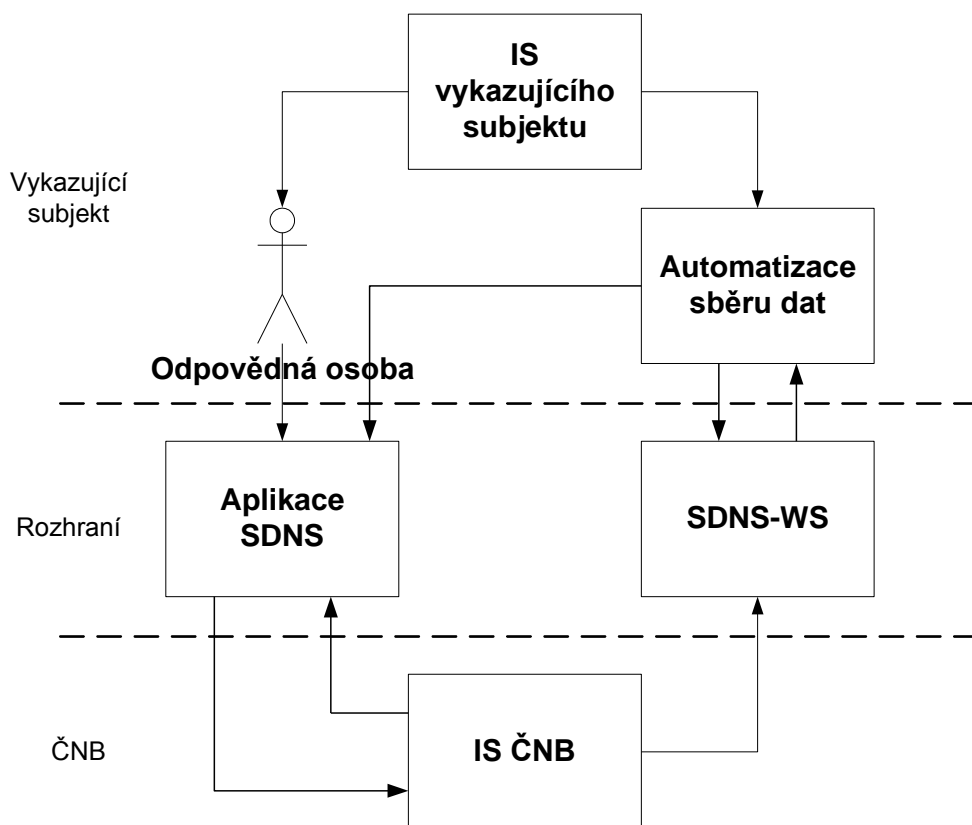 IS
vykazujícího
subjektu
Vykazující
subjekt
Automatizace
sběru dat
Odpovědná osoba
Aplikace
SDNS
SDNS-WS
Rozhraní
IS ČNB
ČNB